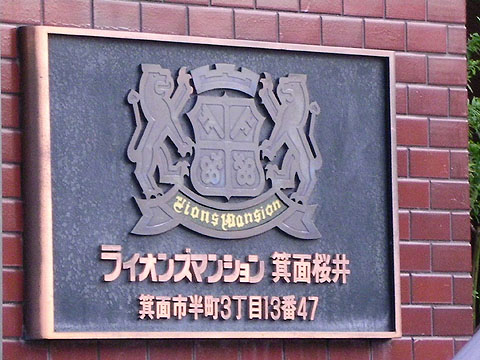 Lions Mansion
ライオンズマンション 箕面桜井
箕面市半町3丁目13番47